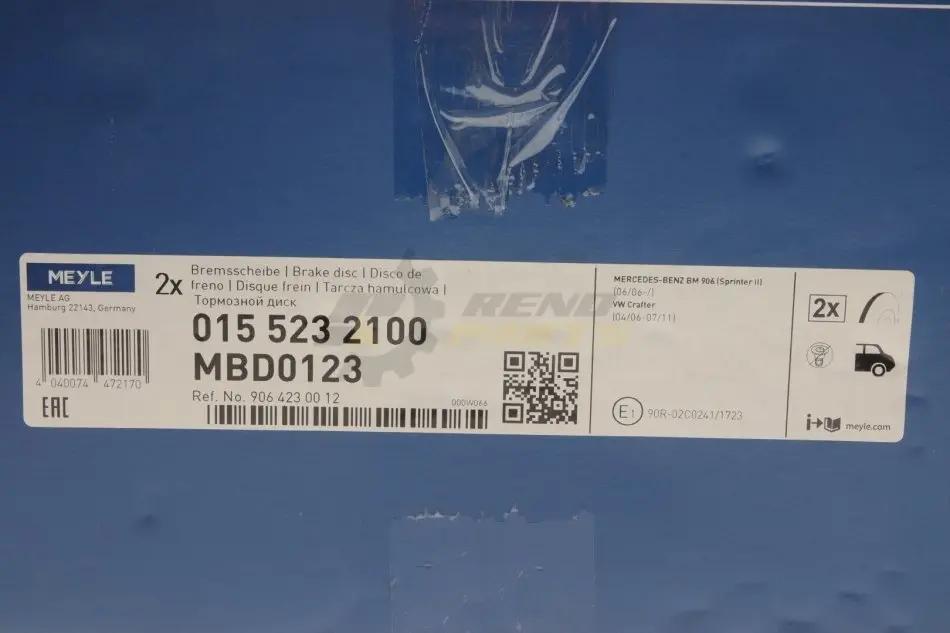 MEYLE
MEYLE AG
Hamburg 22143, Germany
4 040074 472170
EAC
2x
Bremsscheibe | Brake disc | Disco de
freno | Disque frein | Tarcza hamulcowa |
Тормозной диск
015 523 2100
MBD0123
Ref. No. 906 423 00 12
000W066
RENO
PARTS
MERCEDES-BENZ BM 906 (Sprinter II)
(06/06-/)
VW Crafter
(04/06-07/11)
E1 90R-02C0241/1723
2x
i
meyle.com